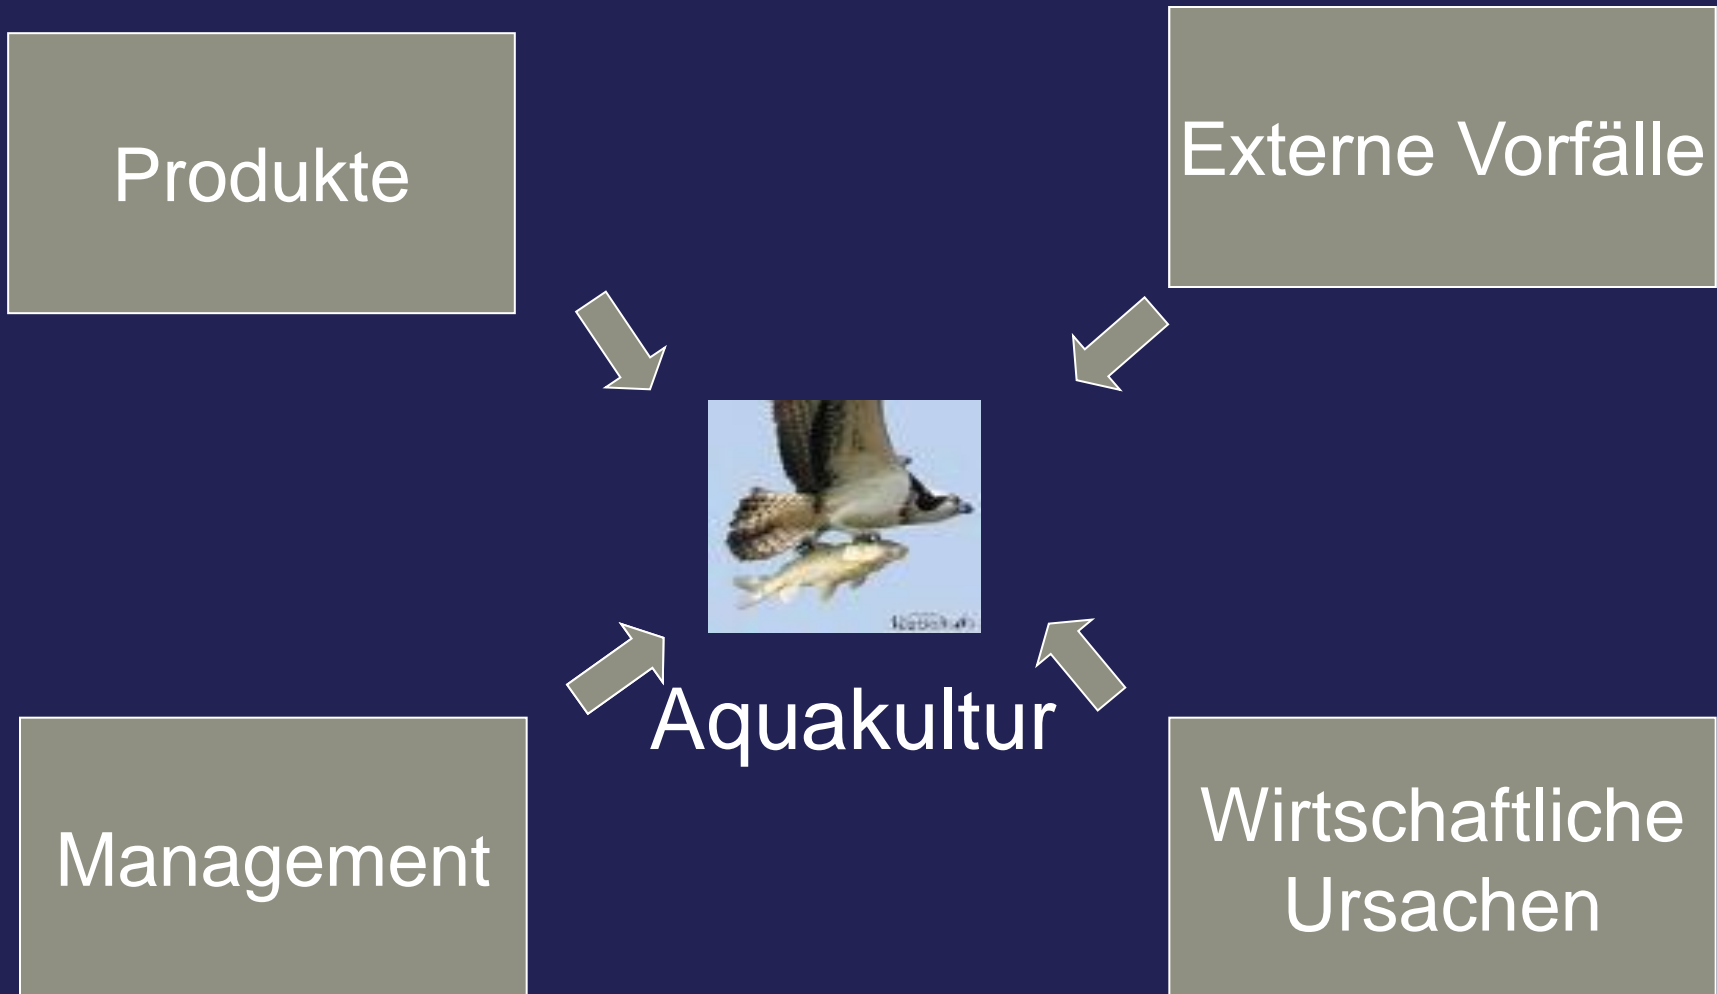 Produkte
Externe Vorfälle
Aquakultur
Management
Wirtschaftliche
Ursachen